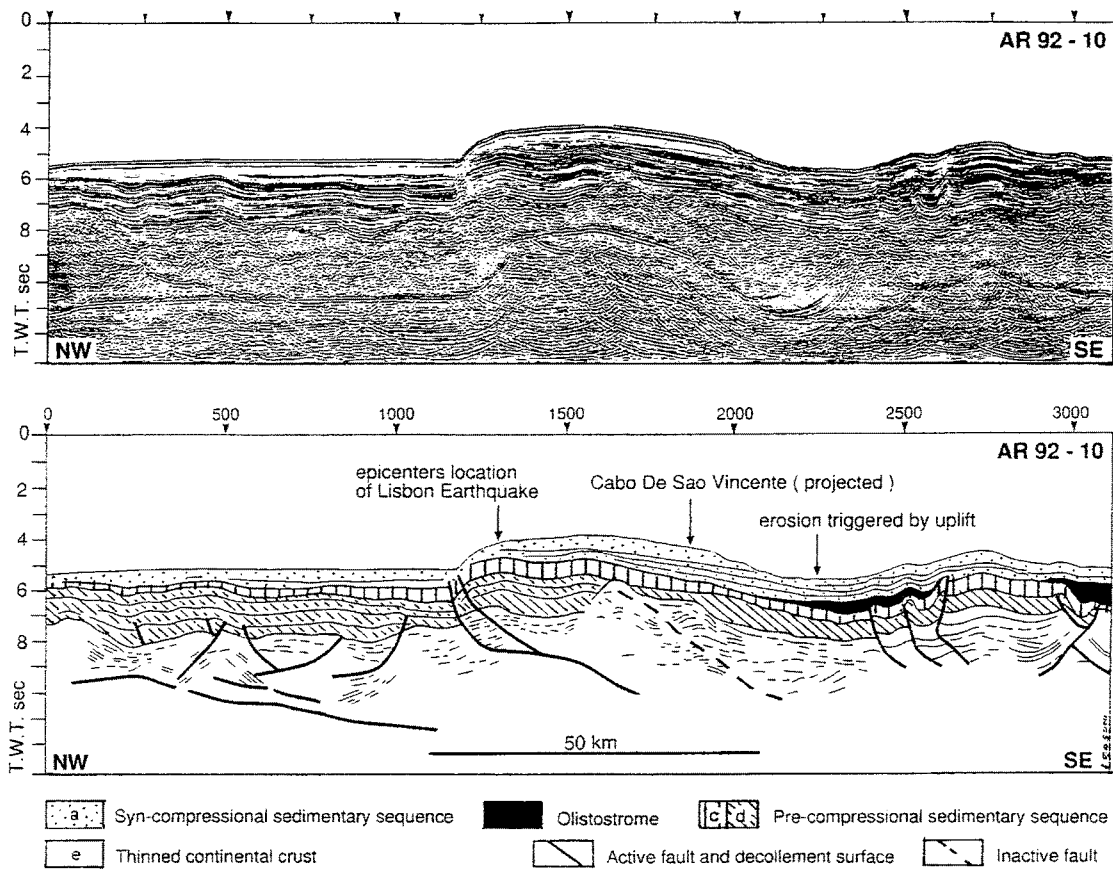 0
AR 92 - 10
2
4
6
8
T.W.T. sec
NW
SE
0 500 1000 1500 2000 2500 3000
0
AR 92 - 10
epicenters location
of Lisbon Earthquake
Cabo De Sao Vincente ( projected )
erosion triggered by uplift
2
4
6
8
T.W.T. sec
50 km
NW
SE
a Syn-compressional sedimentary sequence
Olistostrome
c d Pre-compressional sedimentary sequence
e Thinned continental crust
Active fault and decollement surface
Inactive fault